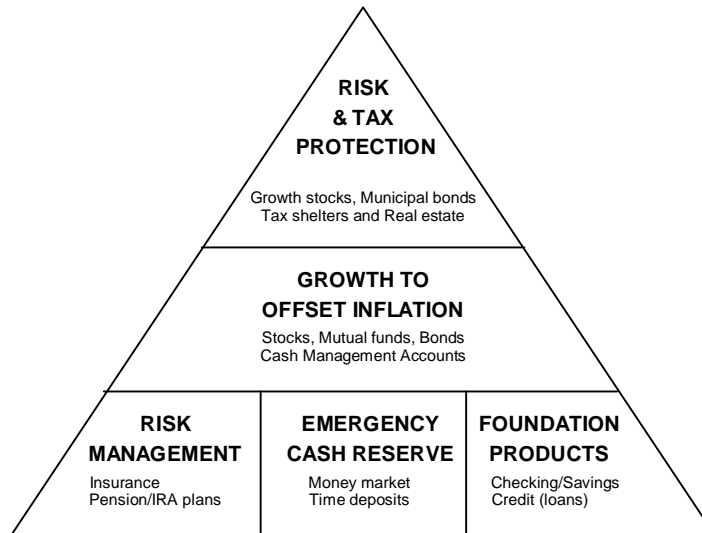 RISK
& TAX
PROTECTION
Growth stocks, Municipal bonds
Tax shelters and Real estate
GROWTH TO
OFFSET INFLATION
Stocks, Mutual funds, Bonds
Cash Management Accounts
RISK
MANAGEMENT
Insurance
Pension/IRA plans
EMERGENCY
CASH RESERVE
Money market
Time deposits
FOUNDATION
PRODUCTS
Checking/Savings
Credit (loans)